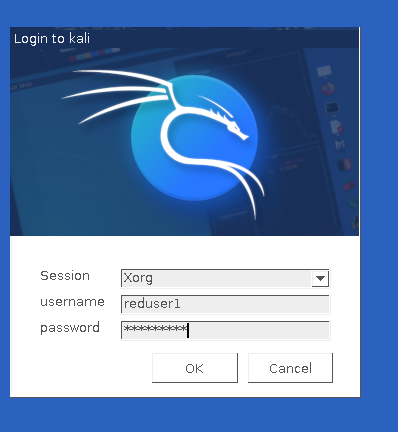 Login to kali
Session Xorg
username reduser1
password *********
OK Cancel